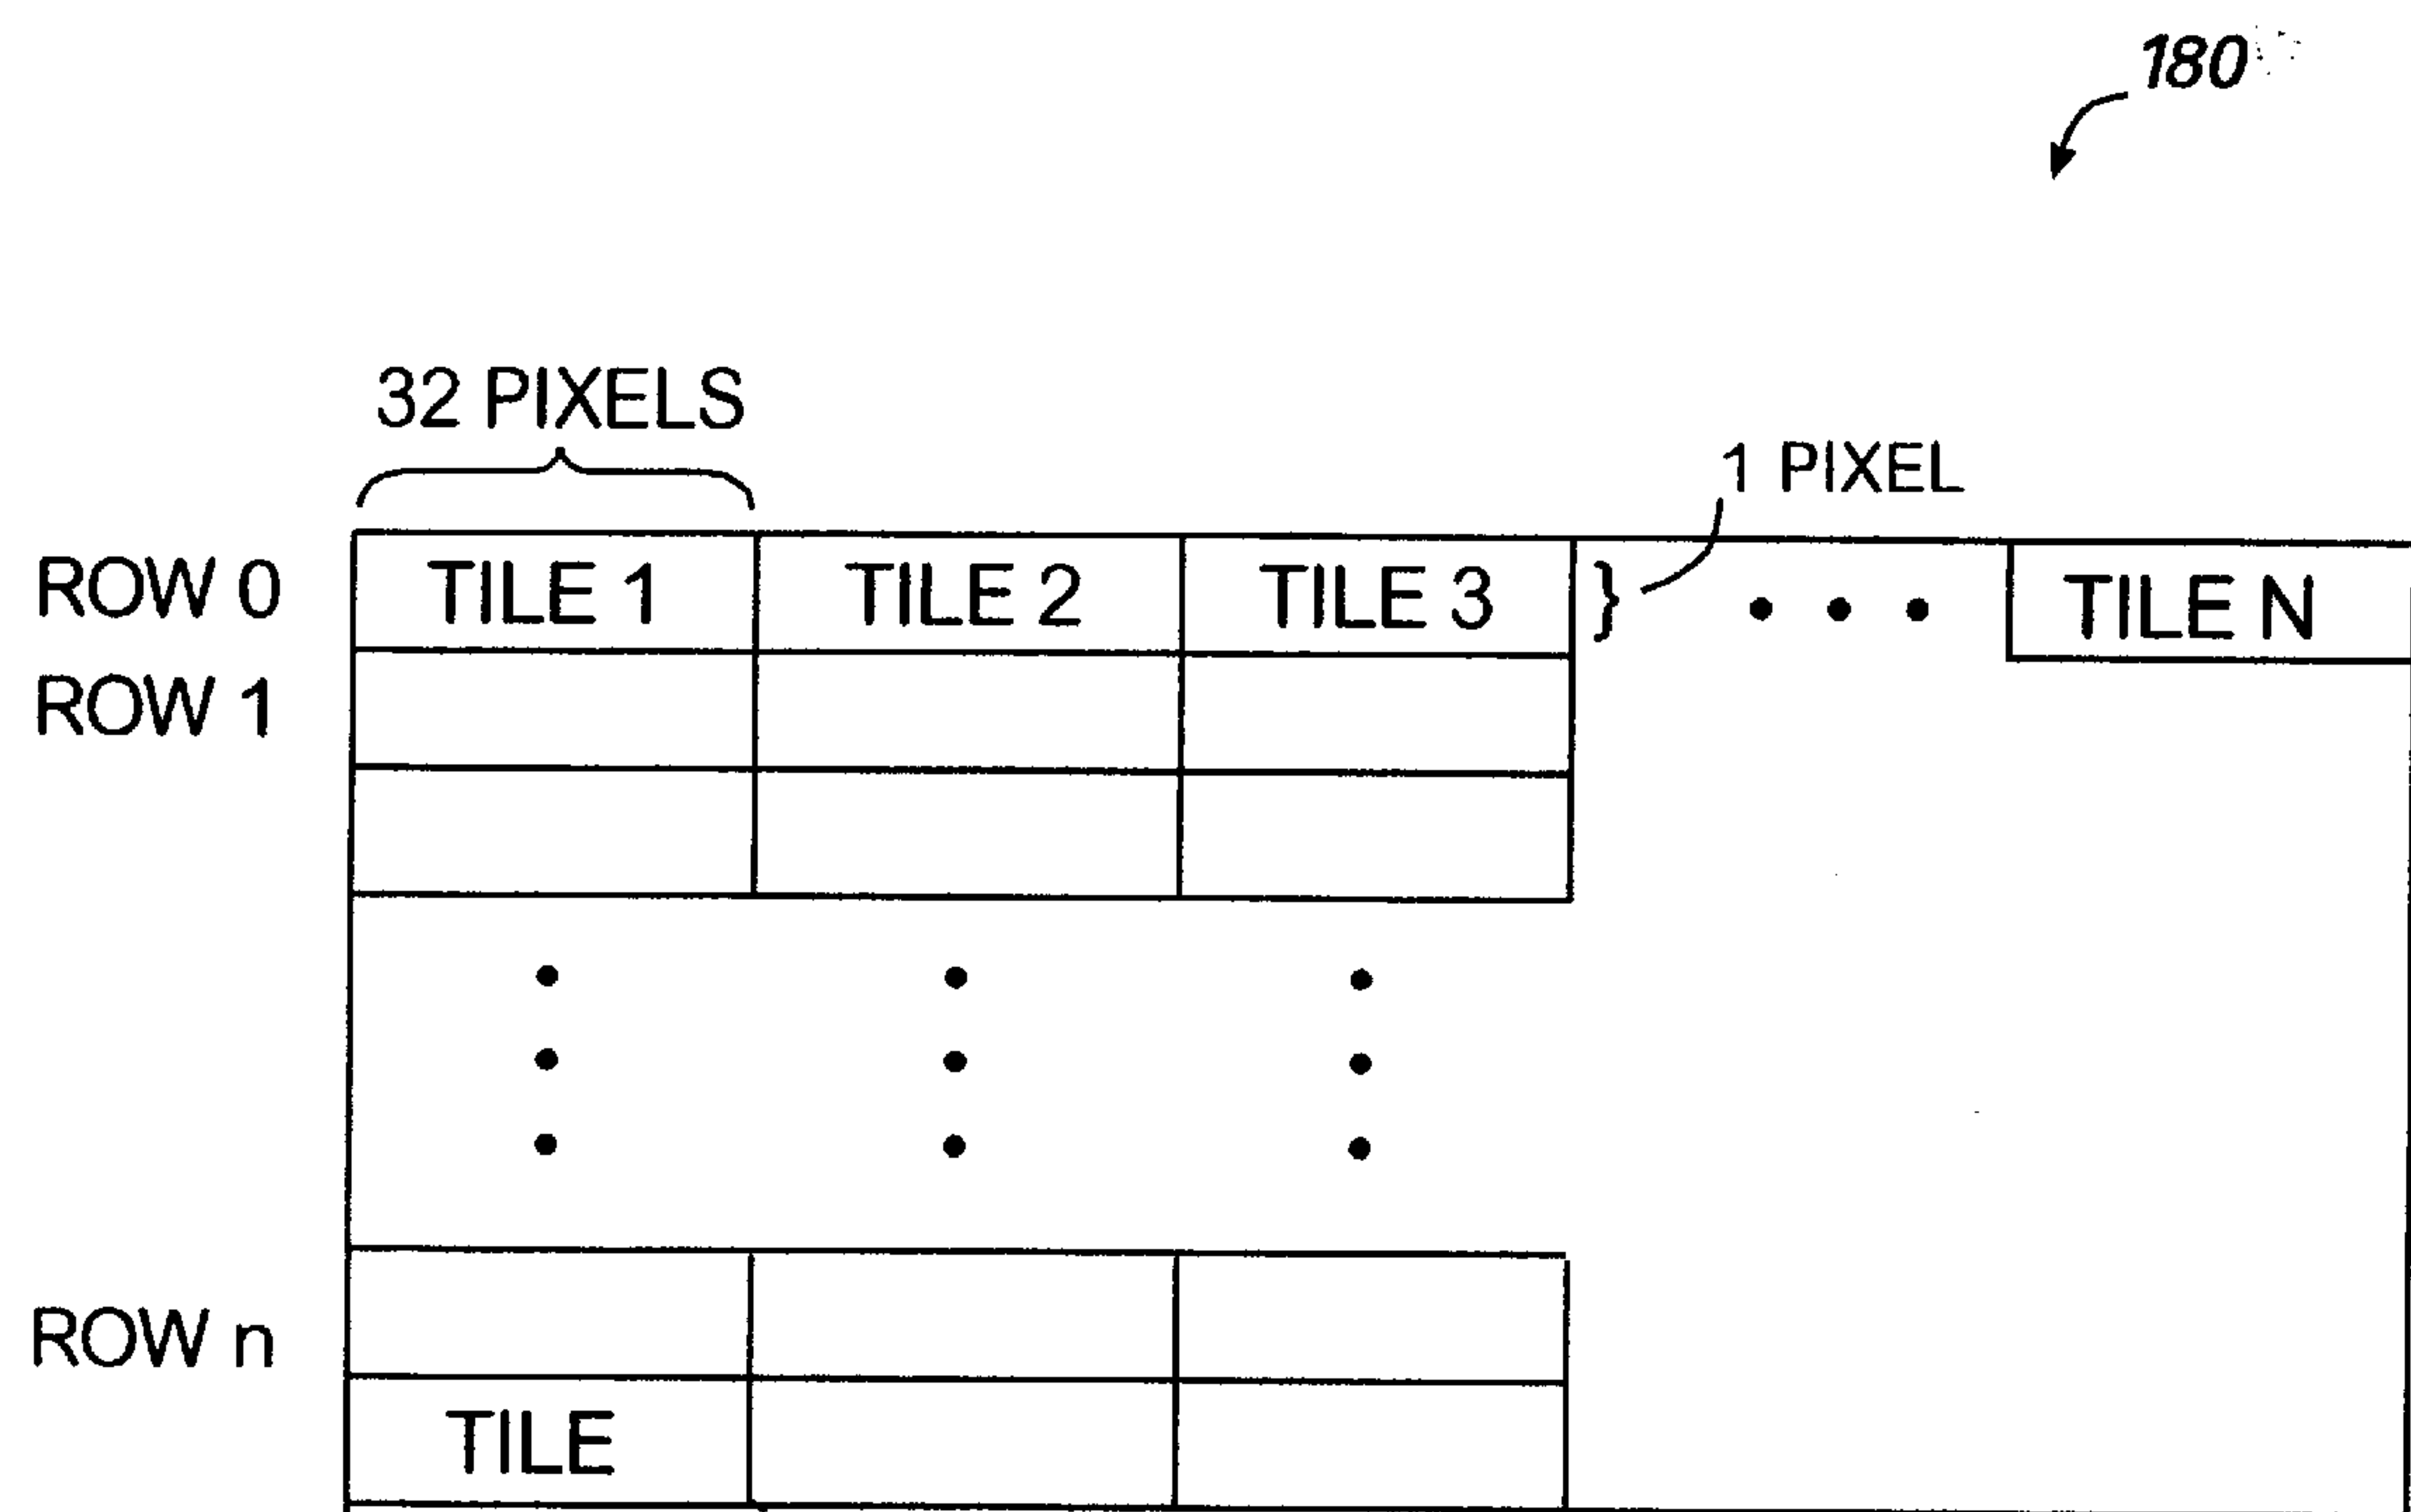 180
32 PIXELS
1 PIXEL
ROW 0 TILE 1 TILE 2 TILE 3 } • • • TILE N
ROW 1
ROW n
TILE